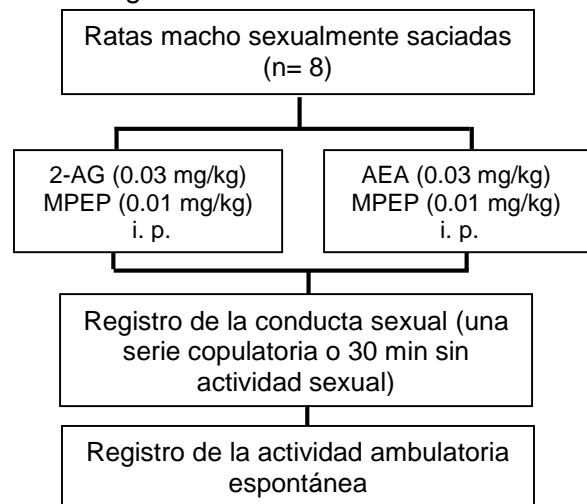 Ratas macho sexualmente saciadas
(n= 8)
2-AG (0.03 mg/kg)
MPEP (0.01 mg/kg)
i. p.
AEA (0.03 mg/kg)
MPEP (0.01 mg/kg)
i. p.
Registro de la conducta sexual (una
serie copulatoria o 30 min sin
actividad sexual)
Registro de la actividad ambulatoria
espontánea